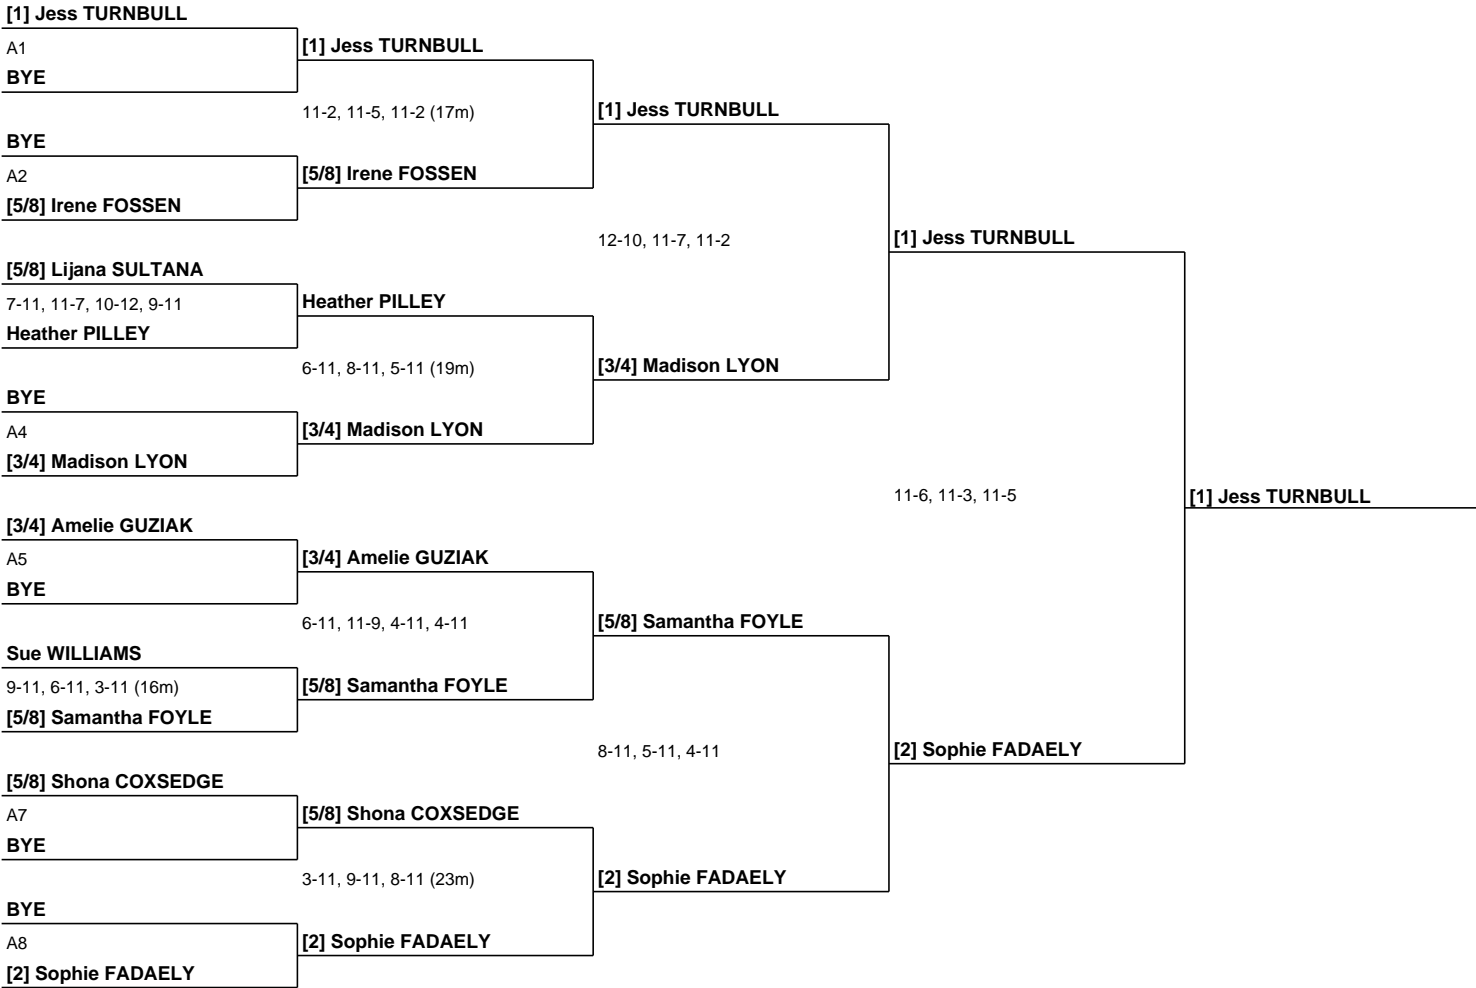 [1] Jess TURNBULL
A1
BYE
[1] Jess TURNBULL
11-2, 11-5, 11-2 (17m)
[1] Jess TURNBULL
BYE
A2
[5/8] Irene FOSSEN
[5/8] Irene FOSSEN
12-10, 11-7, 11-2
[1] Jess TURNBULL
[5/8] Lijana SULTANA
7-11, 11-7, 10-12, 9-11
Heather PILLEY
Heather PILLEY
6-11, 8-11, 5-11 (19m)
[3/4] Madison LYON
BYE
A4
[3/4] Madison LYON
[3/4] Madison LYON
11-6, 11-3, 11-5
[1] Jess TURNBULL
[3/4] Amelie GUZIAK
A5
BYE
[3/4] Amelie GUZIAK
6-11, 11-9, 4-11, 4-11
[5/8] Samantha FOYLE
Sue WILLIAMS
9-11, 6-11, 3-11 (16m)
[5/8] Samantha FOYLE
[5/8] Samantha FOYLE
8-11, 5-11, 4-11
[2] Sophie FADAELY
[5/8] Shona COXSEDGE
A7
BYE
[5/8] Shona COXSEDGE
3-11, 9-11, 8-11 (23m)
[2] Sophie FADAELY
BYE
A8
[2] Sophie FADAELY
[2] Sophie FADAELY